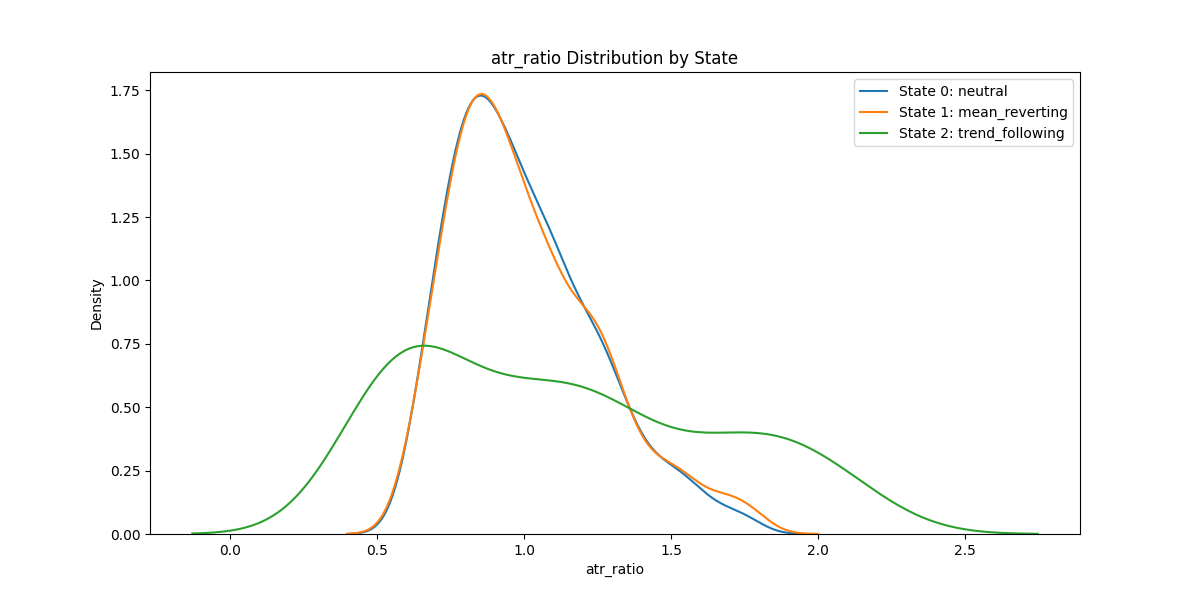 atr_ratio Distribution by State
State 0: neutral
State 1: mean_reverting
State 2: trend_following
Density
1.75
1.50
1.25
1.00
0.75
0.50
0.25
0.00
0.0 0.5 1.0 1.5 2.0 2.5
atr_ratio